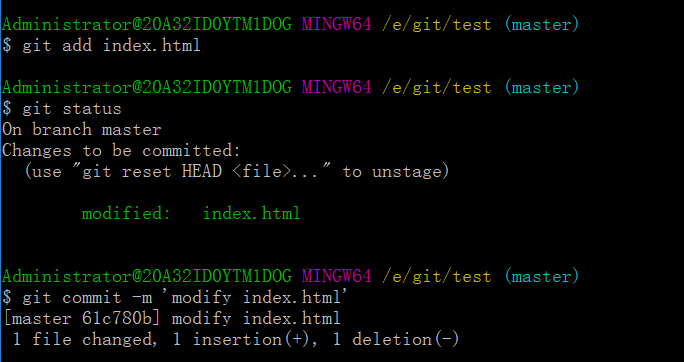 Administrator@20A32ID0YTM1DOG MINGW64 /e/git/test (master)
$ git add index.html
Administrator@20A32ID0YTM1DOG MINGW64 /e/git/test (master)
$ git status
On branch master
Changes to be committed:
  (use "git reset HEAD <file>..." to unstage)
        modified:   index.html
Administrator@20A32ID0YTM1DOG MINGW64 /e/git/test (master)
$ git commit -m 'modify index.html'
[master 61c780b] modify index.html
 1 file changed, 1 insertion(+), 1 deletion(-)